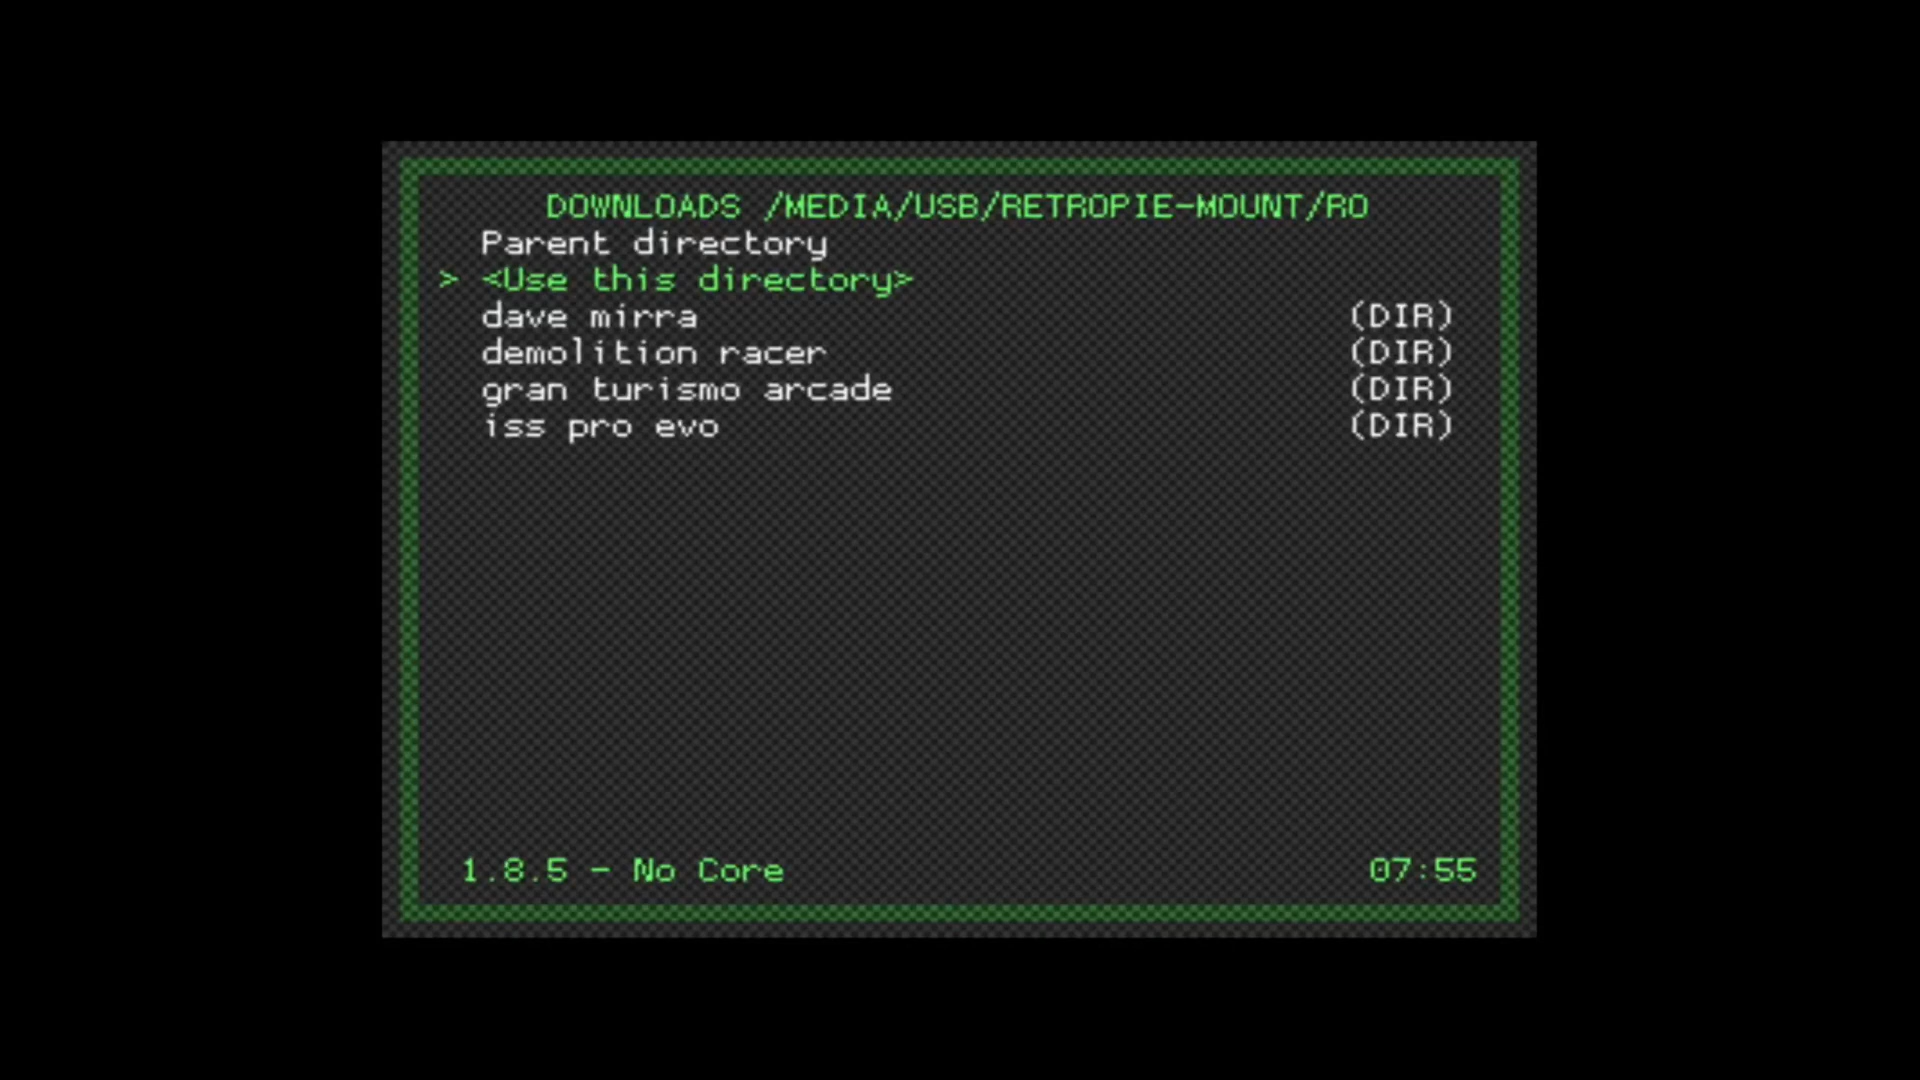 DOWNLOADS /MEDIA/USB/RETROPIE-MOUNT/RO
Parent directory
> <Use this directory>
dave mirra (DIR)
demolition racer (DIR)
gran turismo arcade (DIR)
iss pro evo (DIR)
1.8.5 - No Core 07:55